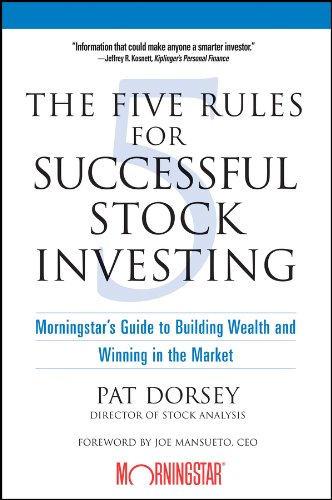 "Information that could make anyone a smarter investor."
—Jeffrey R. Kosnett, Kiplinger's Personal Finance
5
THE FIVE RULES
FOR
SUCCESSFUL
STOCK
INVESTING
Morningstar's Guide to Building Wealth and
Winning in the Market
PAT DORSEY
DIRECTOR OF STOCK ANALYSIS
FOREWORD BY JOE MANSUETO, CEO
MORNINGSTAR®